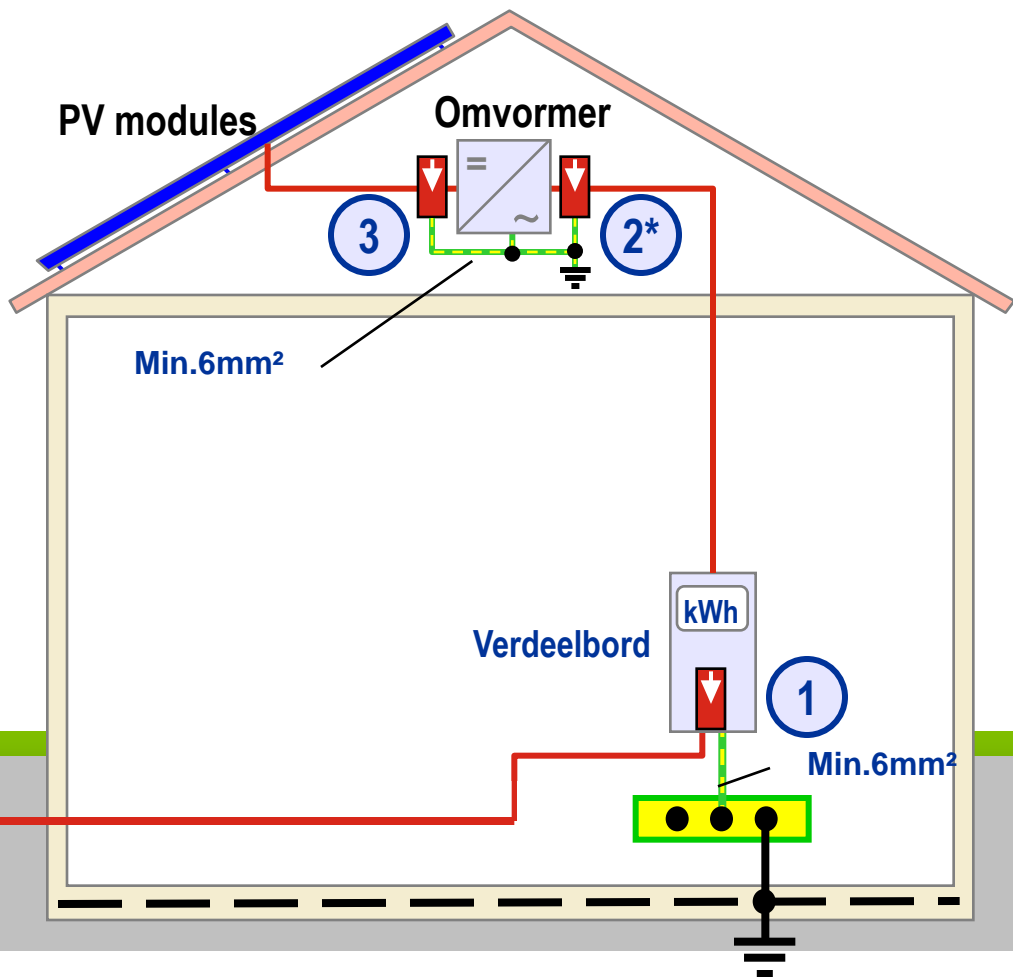 Omvormer
PV modules
=
~
3
2*
Min.6mm²
kWh
Verdeelbord
1
Min.6mm²